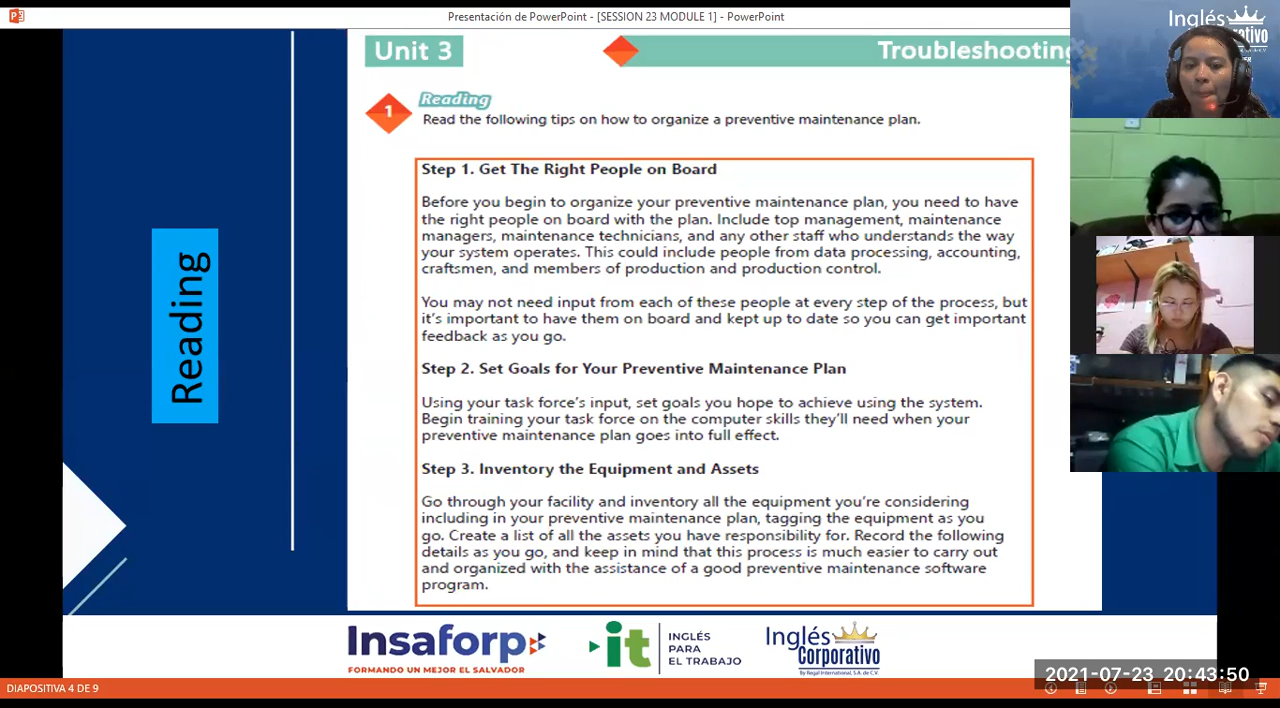 Presentación de PowerPoint - [SESSION 23 MODULE 1] - PowerPoint
Unit 3
Troubleshooting
1
Reading
Read the following tips on how to organize a preventive maintenance plan.
Step 1. Get The Right People on Board
Before you begin to organize your preventive maintenance plan, you need to have
the right people on board with the plan. Include top management, maintenance
managers, maintenance technicians, and any other staff who understands the way
your system operates. This could include people from data processing, accounting,
craftsmen, and members of production and production control.
You may not need input from each of these people at every step of the process, but
it's important to have them on board and kept up to date so you can get important
feedback as you go.
Step 2. Set Goals for Your Preventive Maintenance Plan
Using your task force's input, set goals you hope to achieve using the system.
Begin training your task force on the computer skills they'll need when your
preventive maintenance plan goes into full effect.
Step 3. Inventory the Equipment and Assets
Go through your facility and inventory all the equipment you're considering
including in your preventive maintenance plan, tagging the equipment as you
go. Create a list of all the assets you have responsibility for. Record the following
details as you go, and keep in mind that this process is much easier to carry out
and organized with the assistance of a good preventive maintenance software
program.
Reading
Inglés
Insaforp
FORMANDO UN MEJOR EL SALVADOR
it
INGLÉS
PARA
EL TRABAJO
Inglés
Corporativo
by Regal International, S.A. de C.V.
2021-07-23 20:43:50
DIAPOSITIVA 4 DE 9